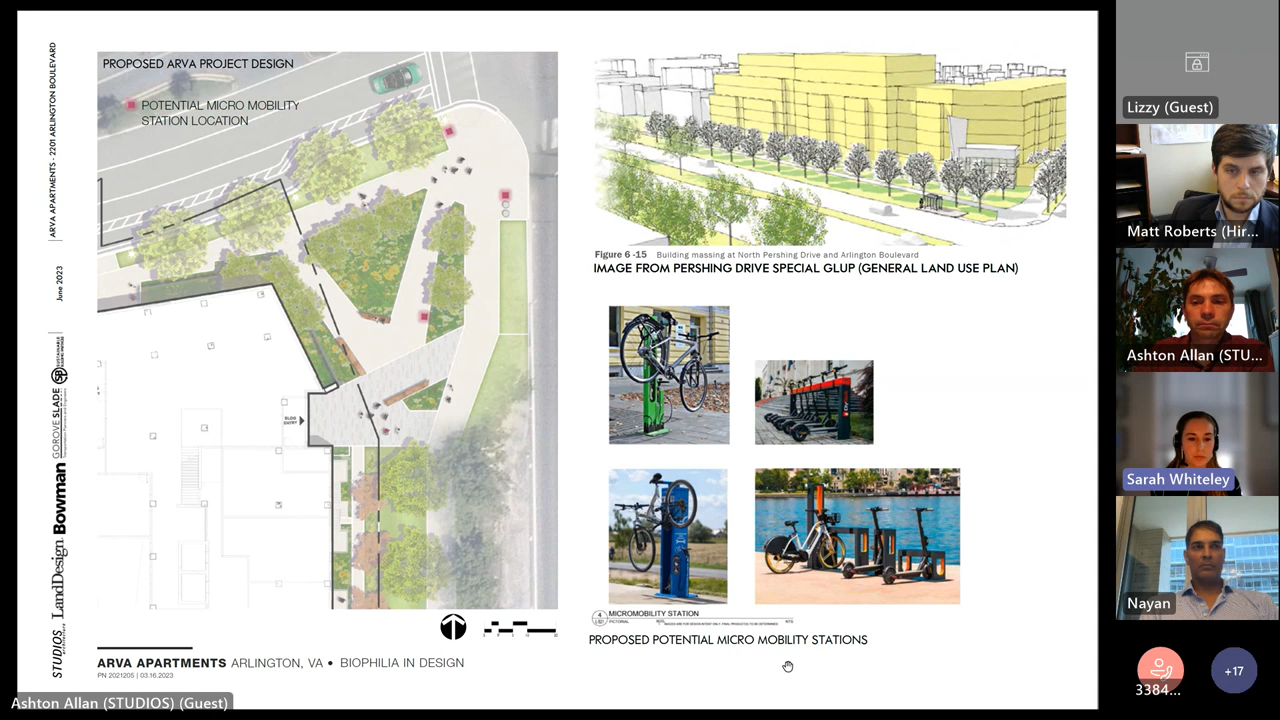 ARVA APARTMENTS - 2201 ARLINGTON BOULEVARD
June 2023
GOROVE SLADE
Bowman
LandDesign.
STUDIOS
PROPOSED ARVA PROJECT DESIGN
POTENTIAL MICRO MOBILITY
STATION LOCATION
BLDG
ENTRY
ARVA APARTMENTS ARLINGTON, VA • BIOPHILIA IN DESIGN
PN 2021205 | 03.16.2023
Figure 6-15 Building massing at North Pershing Drive and Arlington Boulevard
IMAGE FROM PERSHING DRIVE SPECIAL GLUP (GENERAL LAND USE PLAN)
4
MICROMOBILITY STATION
PICTORIAL
NTS
PROPOSED POTENTIAL MICRO MOBILITY STATIONS
Ashton Allan (STUDIOS) (Guest)
Lizzy (Guest)
Matt Roberts (Hir...
Ashton Allan (STU...
Sarah Whiteley
Nayan
3384...
+17